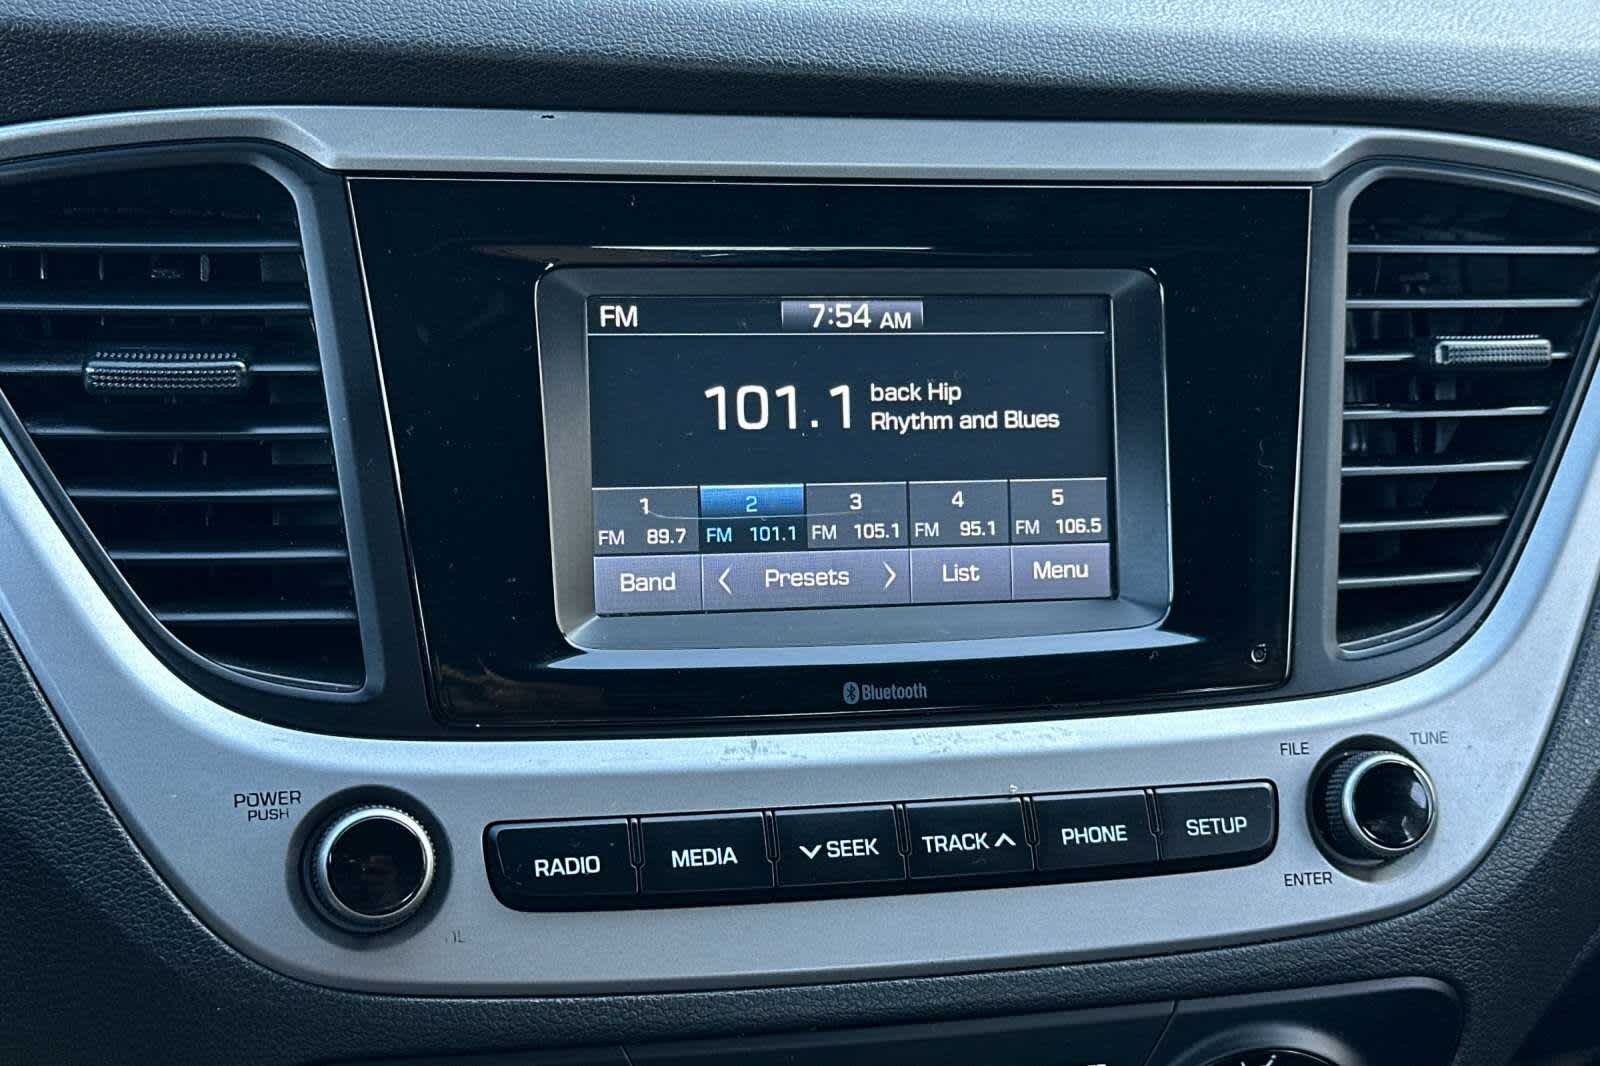 FM 7:54 AM
101.1 back Hip
Rhythm and Blues
1 2 3 4 5
FM 89.7 FM 101.1 FM 105.1 FM 95.1 FM 106.5
Band < Presets > List Menu
Bluetooth
POWER
PUSH
RADIO MEDIA SEEK TRACK PHONE SETUP
FILE TUNE
ENTER